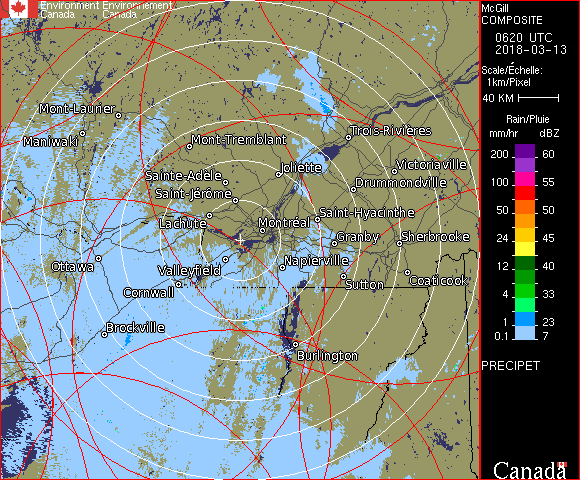 Environment Environnement
Canada Canada
McGill
COMPOSITE
0620 UTC
2018-03-13
Scale/Échelle:
1km/Pixel
40 KM
Rain/Pluie
mm/hr dBZ
200 60
100 55
50 50
24 45
12 40
4 33
1 23
0.1 7
PRECIPET
Canada
Mont-Laurier
Maniwaki
Mont-Tremblant
Trois-Rivières
Sainte-Adèle
Joliette
Victoriaville
Saint-Jérôme
Drummondville
Lachute
Montréal
Saint-Hyacinthe
Granby
Sherbrooke
Ottawa
Valleyfield
Napierville
Cornwall
Sutton
Coaticook
Brockville
Burlington